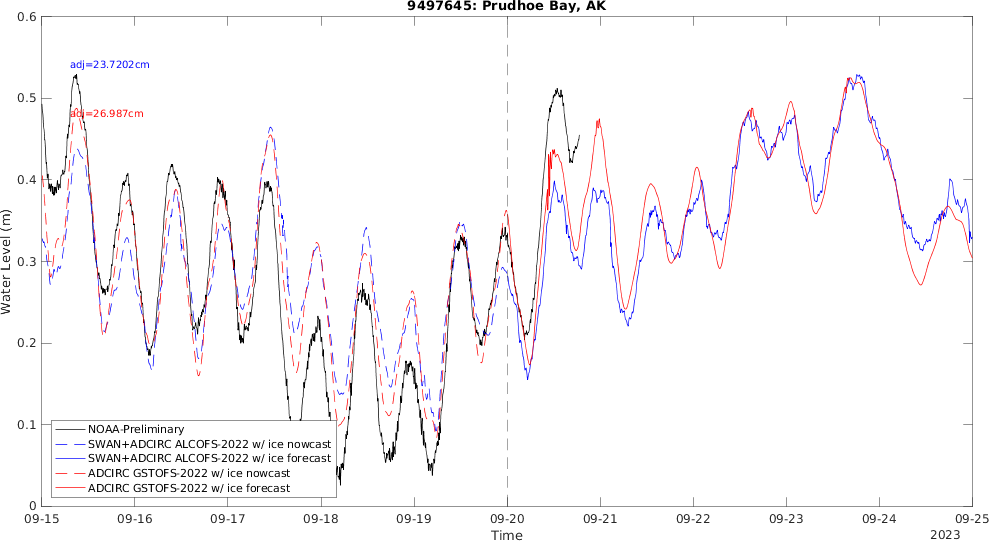 9497645: Prudhoe Bay, AK
0.6
adj=23.7202cm
0.5
adj=26.987cm
0.4
0.3
Water Level (m)
0.2
0.1
NOAA-Preliminary
SWAN+ADCIRC ALCOFS-2022 w/ ice nowcast
SWAN+ADCIRC ALCOFS-2022 w/ ice forecast
ADCIRC GSTOFS-2022 w/ ice nowcast
ADCIRC GSTOFS-2022 w/ ice forecast
0
09-15 09-16 09-17 09-18 09-19 09-20 09-21 09-22 09-23 09-24 09-25
Time
2023